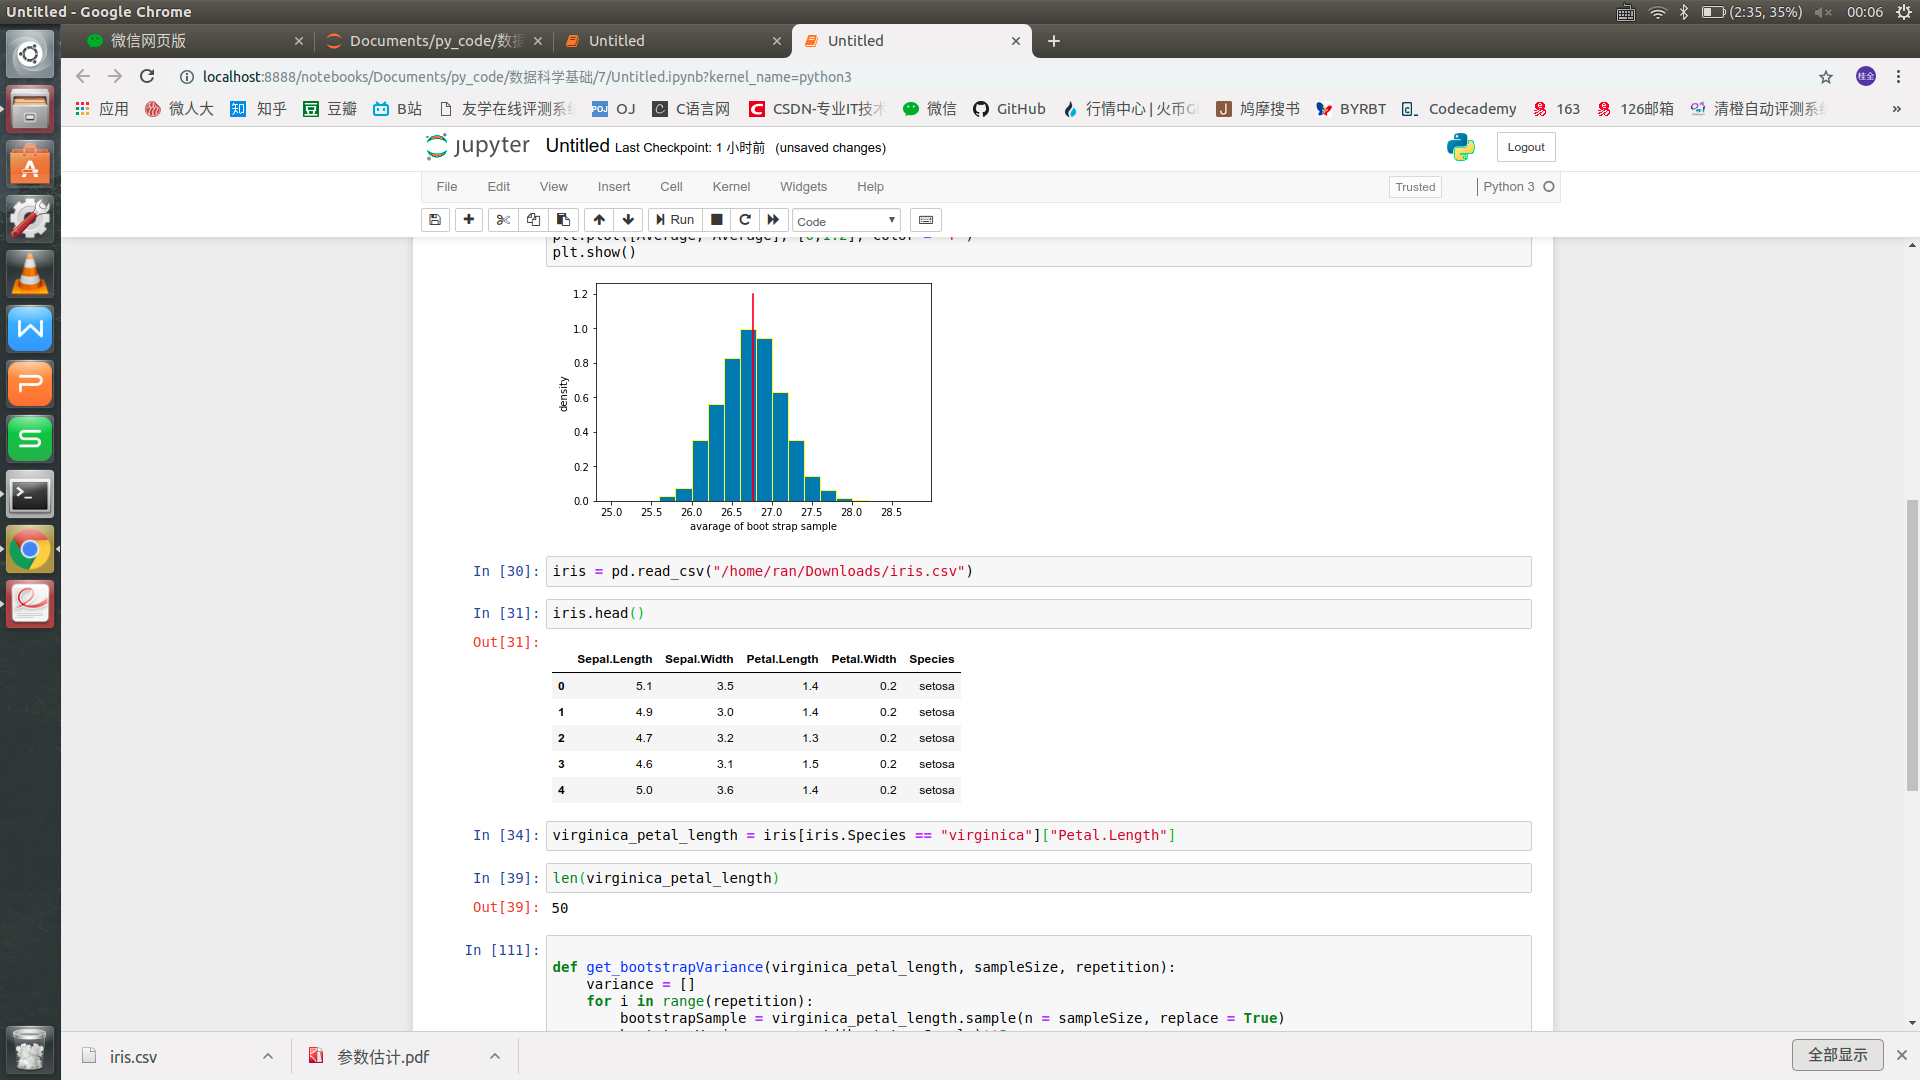 Untitled - Google Chrome
(2:35, 35%) 00:06
微信网页版
Documents/py_code/数据
Untitled
Untitled
localhost:8888/notebooks/Documents/py_code/数据科学基础/7/Untitled.ipynb?kernel_name=python3
桂全
应用 微人大 知 知乎 豆 豆瓣 B站 友学在线评测系 POJ OJ C C语言网 C CSDN-专业IT技术 微信 GitHub 行情中心 | 火币G J 鸠摩搜书 BYRBT c_ Codecademy 163 126邮箱 清橙自动评测系统 »
jupyter Untitled Last Checkpoint: 1 小时前 (unsaved changes)
Logout
File Edit View Insert Cell Kernel Widgets Help
Trusted Python 3
Run Code
plt.show()
1.2
1.0
0.8
0.6
0.4
0.2
0.0
density
25.0 25.5 26.0 26.5 27.0 27.5 28.0 28.5
avarage of boot strap sample
In [30]: iris = pd.read_csv("/home/ran/Downloads/iris.csv")
In [31]: iris.head()
Out[31]:
Sepal.Length Sepal.Width Petal.Length Petal.Width Species
0 5.1 3.5 1.4 0.2 setosa
1 4.9 3.0 1.4 0.2 setosa
2 4.7 3.2 1.3 0.2 setosa
3 4.6 3.1 1.5 0.2 setosa
4 5.0 3.6 1.4 0.2 setosa
In [34]: virginica_petal_length = iris[iris.Species == "virginica"]["Petal.Length"]
In [39]: len(virginica_petal_length)
Out[39]: 50
In [111]:
def get_bootstrapVariance(virginica_petal_length, sampleSize, repetition):
variance = []
for i in range(repetition):
bootstrapSample = virginica_petal_length.sample(n = sampleSize, replace = True)
iris.csv
参数估计.pdf
全部显示